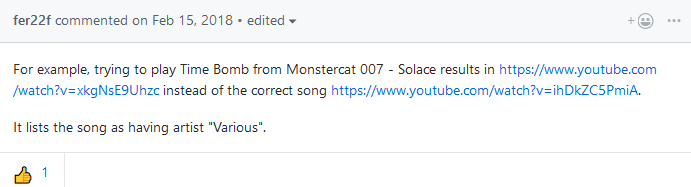 fer22f commented on Feb 15, 2018 • edited
For example, trying to play Time Bomb from Monstercat 007 - Solace results in https://www.youtube.com
/watch?v=xkgNsE9Uhzc instead of the correct song https://www.youtube.com/watch?v=ihDkZC5PmiA.
It lists the song as having artist "Various".
1